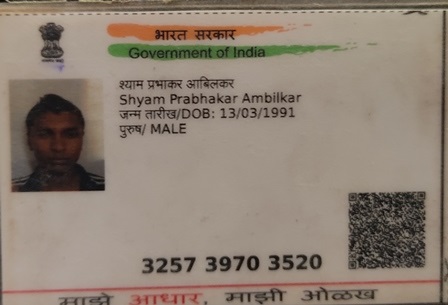 भारत सरकार
Government of India
श्याम प्रभाकर आंबिलकर
Shyam Prabhakar Ambilkar
जन्म तारीख/DOB: 13/03/1991
पुरुष/ MALE
3257 3970 3520
माझे आधार, माझी ओळख